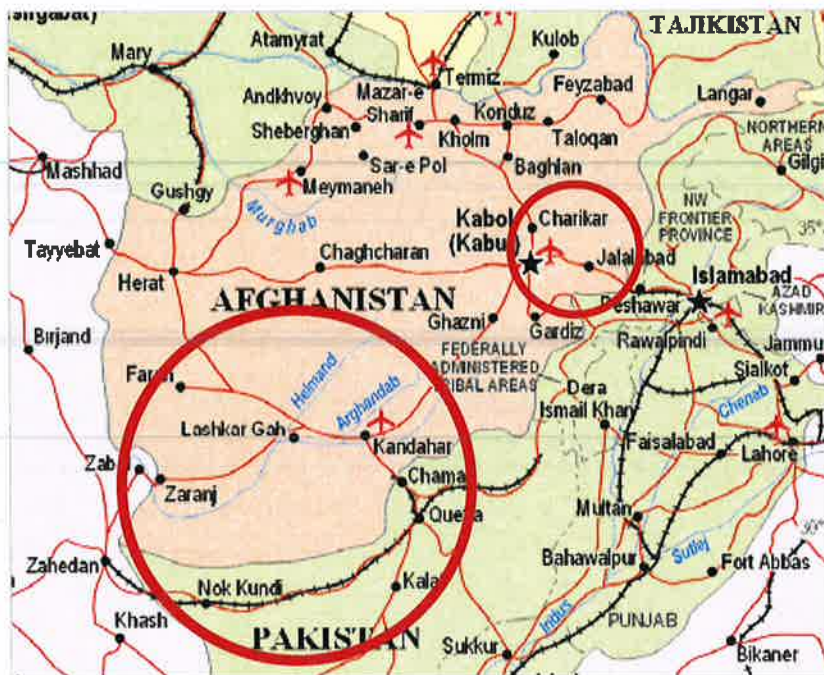 TAJIKISTAN
Kulob
Atamyrat
Mary
Termiz
Feyzabad
Mazar-e
Sharif
Andkhvoy
Konduz
Langar
Sheberghan
Kholm
Taloqan
NORTHERN
AREAS
Mashhad
Sar-e Pol
Baghlan
Meymaneh
Gushgy
Murghab
NW
FRONTIER
PROVINCE
Kabol
(Kabul)
Charikar
35°
Tayyebat
Chaghcharan
Jalalabad
Herat
Islamabad
AFGHANISTAN
Peshawar
AZAD
KASHMIR
Ghazni
Gardiz
Rawalpindi
Birjand
FEDERALLY
ADMINISTERED
TRIBAL AREAS
Jammu
Helmand
Sialkot
Farah
Dera
Ismail Khan
Chenab
Arghandab
Lashkar Gah
Kandahar
Faisalabad
Lahore
Zab
Zaranj
Chama
Quetta
Multan
30°
Sutlej
Zahedan
Bahawalpur
Fort Abbas
Nok Kundi
Kala
Indus
PUNJAB
Khash
PAKISTAN
Sukkur
Bikaner